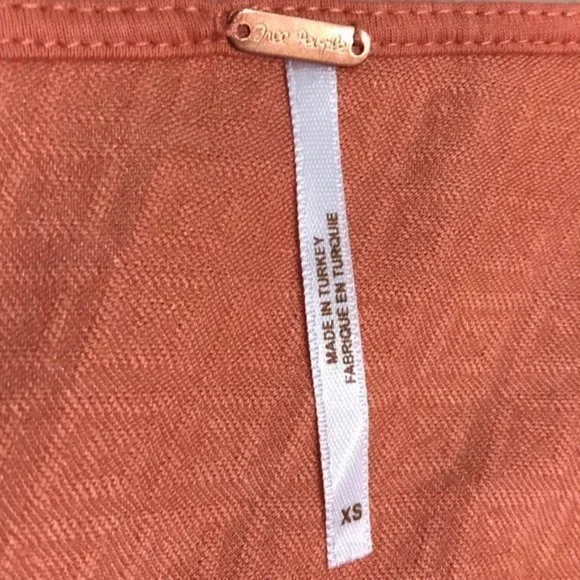 free people
MADE IN TURKEY
FABRIQUE EN TURQUIE
XS